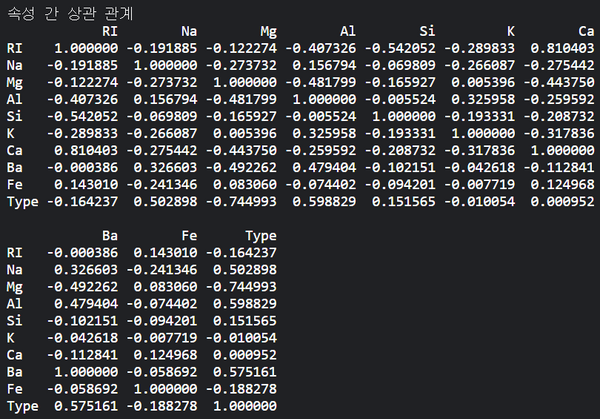 속성 간 상관 관계
RI Na Mg Al Si K Ca
RI 1.000000 -0.191885 -0.122274 -0.407326 -0.542052 -0.289833 0.810403
Na -0.191885 1.000000 -0.273732 0.156794 -0.069809 -0.266087 -0.275442
Mg -0.122274 -0.273732 1.000000 -0.481799 -0.165927 0.005396 -0.443750
Al -0.407326 0.156794 -0.481799 1.000000 -0.005524 0.325958 -0.259592
Si -0.542052 -0.069809 -0.165927 -0.005524 1.000000 -0.193331 -0.208732
K -0.289833 -0.266087 0.005396 0.325958 -0.193331 1.000000 -0.317836
Ca 0.810403 -0.275442 -0.443750 -0.259592 -0.208732 -0.317836 1.000000
Ba -0.000386 0.326603 -0.492262 0.479404 -0.102151 -0.042618 -0.112841
Fe 0.143010 -0.241346 0.083060 -0.074402 -0.094201 -0.007719 0.124968
Type -0.164237 0.502898 -0.744993 0.598829 0.151565 -0.010054 0.000952
Ba Fe Type
RI -0.000386 0.143010 -0.164237
Na 0.326603 -0.241346 0.502898
Mg -0.492262 0.083060 -0.744993
Al 0.479404 -0.074402 0.598829
Si -0.102151 -0.094201 0.151565
K -0.042618 -0.007719 -0.010054
Ca -0.112841 0.124968 0.000952
Ba 1.000000 -0.058692 0.575161
Fe -0.058692 1.000000 -0.188278
Type 0.575161 -0.188278 1.000000